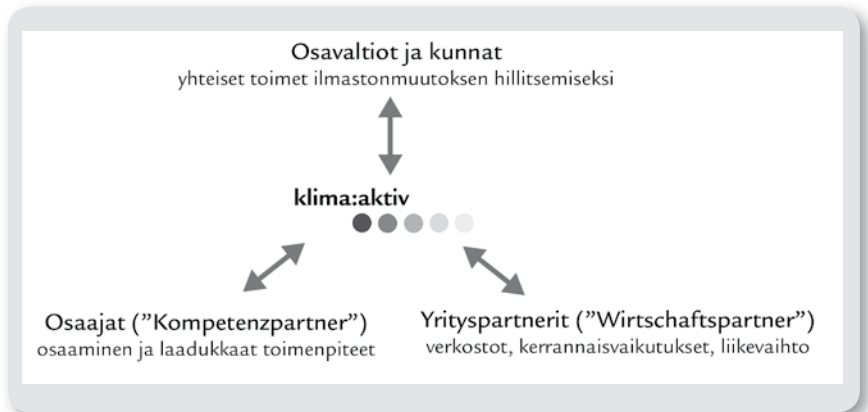 Osavaltiot ja kunnat
yhteiset toimet ilmastonmuutoksen hillitsemiseksi
klima:aktiv
Osaajat (”Kompetenzpartner”)
osaaminen ja laadukkaat toimenpiteet
Yrityspartnerit (”Wirtschaftspartner”)
verkostot, kerrannaisvaikutukset, liikevaihto